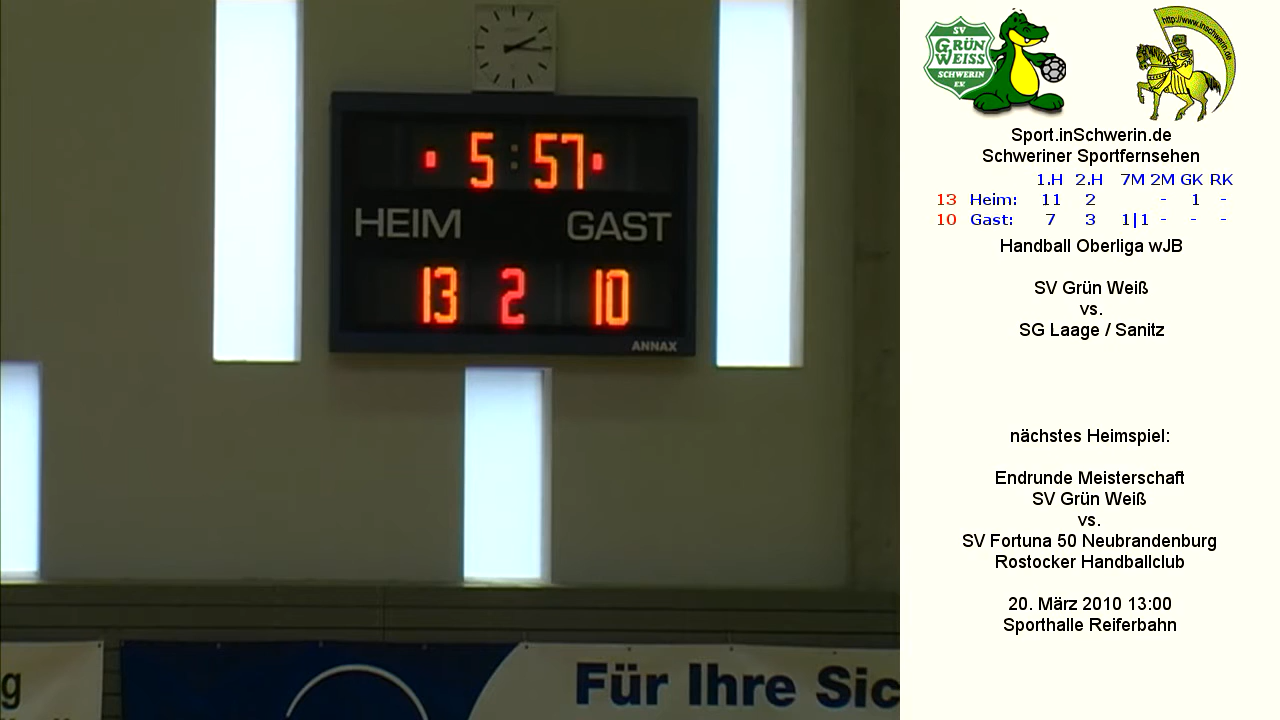 5:57
HEIM GAST
13 2 10
ANNAX
g
Für Ihre Sic
SV
GRÜN
WEISS
SCHWERIN
E.V.
http://www.inschwerin.de
Sport.inSchwerin.de
Schweriner Sportfernsehen
1.H 2.H 7M 2M GK RK
13 Heim: 11 2 - 1 -
10 Gast: 7 3 1|1 - - -
Handball Oberliga wJB
SV Grün Weiß
vs.
SG Laage / Sanitz
nächstes Heimspiel:
Endrunde Meisterschaft
SV Grün Weiß
vs.
SV Fortuna 50 Neubrandenburg
Rostocker Handballclub
20. März 2010 13:00
Sporthalle Reiferbahn